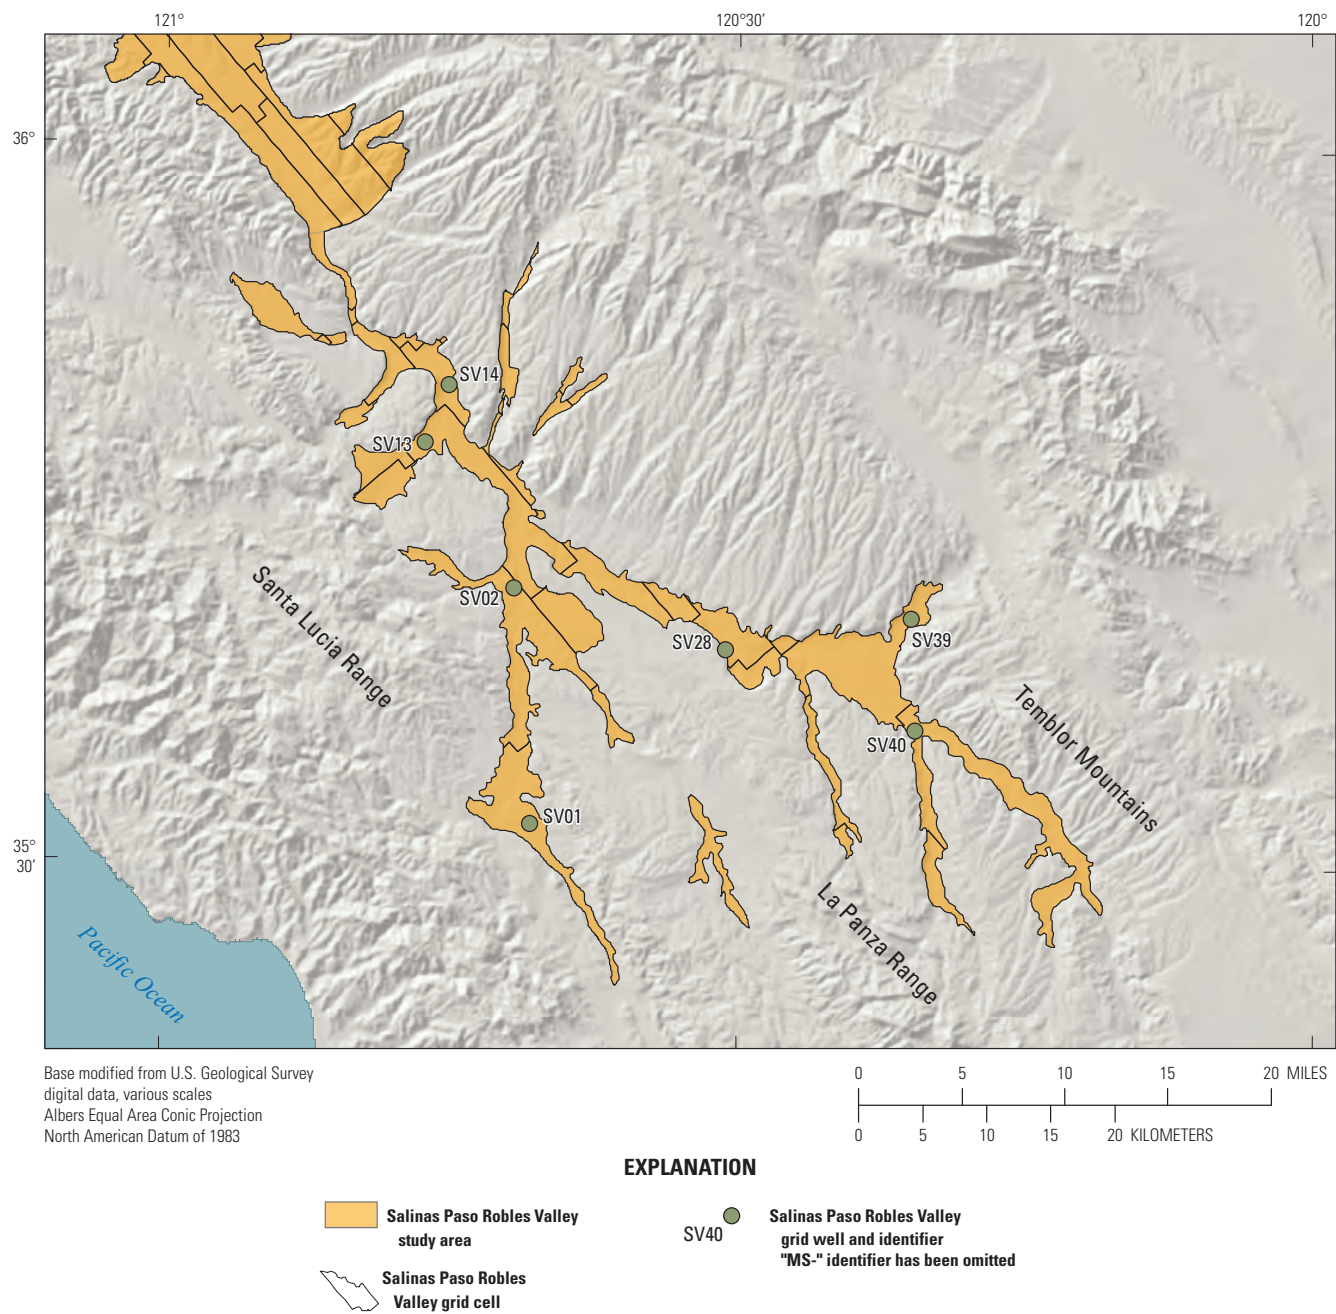 121°
120°30′
120°
36°
SV14
SV13
SV02
SV28
SV39
SV40
SV01
Santa Lucia Range
Temblor Mountains
La Panza Range
Pacific Ocean
35°
30′
Base modified from U.S. Geological Survey
digital data, various scales
Albers Equal Area Conic Projection
North American Datum of 1983
0 5 10 15 20 MILES
0 5 10 15 20 KILOMETERS
EXPLANATION
Salinas Paso Robles Valley
study area
Salinas Paso Robles
Valley grid cell
SV40
Salinas Paso Robles Valley
grid well and identifier
"MS-" identifier has been omitted